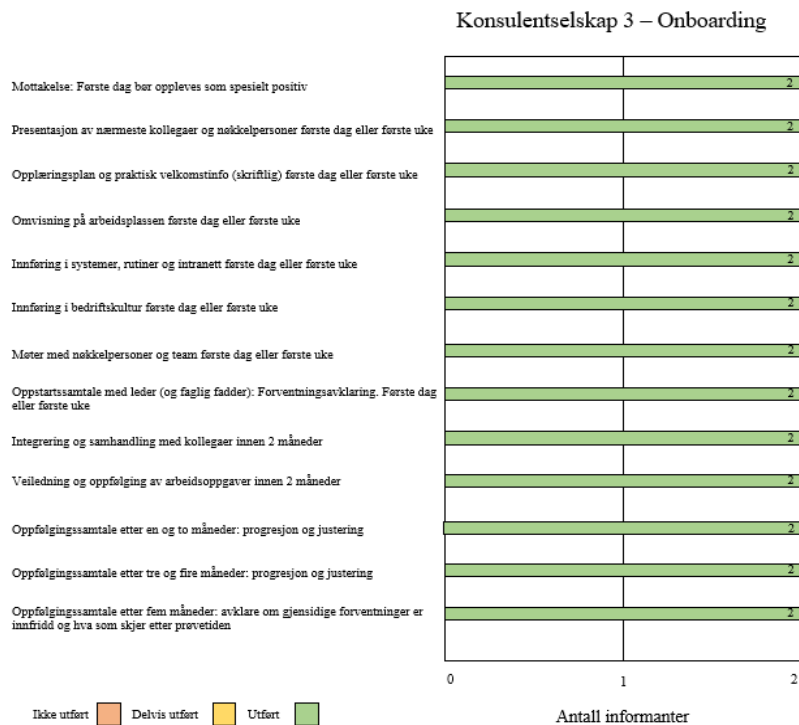 Konsulentselskap 3 – Onboarding
Mottakelse: Første dag bør oppleves som spesielt positiv
2
Presentasjon av nærmeste kollegaer og nøkkelpersoner første dag eller første uke
2
Opplæringsplan og praktisk velkomstinfo (skriftlig) første dag eller første uke
2
Omvisning på arbeidsplassen første dag eller første uke
2
Innføring i systemer, rutiner og intranett første dag eller første uke
2
Innføring i bedriftskultur første dag eller første uke
2
Møter med nøkkelpersoner og team første dag eller første uke
2
Oppstartssamtale med leder (og faglig fadder): Forventningsavklaring. Første dag
eller første uke
2
Integrering og samhandling med kollegaer innen 2 måneder
2
Veiledning og oppfølging av arbeidsoppgaver innen 2 måneder
2
Oppfølgingssamtale etter en og to måneder: progresjon og justering
2
Oppfølgingssamtale etter tre og fire måneder: progresjon og justering
2
Oppfølgingssamtale etter fem måneder: avklare om gjensidige forventninger er
innfridd og hva som skjer etter prøvetiden
2
0 1 2
Ikke utført Delvis utført Utført
Antall informanter